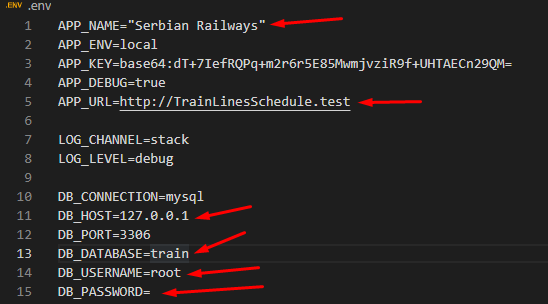 .ENV .env
1 APP_NAME="Serbian Railways"
2 APP_ENV=local
3 APP_KEY=base64:dT+7IefRQPq+m2r6r5E85MwmjvziR9f+UHTAECn29QM=
4 APP_DEBUG=true
5 APP_URL=http://TrainLinesSchedule.test
6
7 LOG_CHANNEL=stack
8 LOG_LEVEL=debug
9
10 DB_CONNECTION=mysql
11 DB_HOST=127.0.0.1
12 DB_PORT=3306
13 DB_DATABASE=train
14 DB_USERNAME=root
15 DB_PASSWORD=